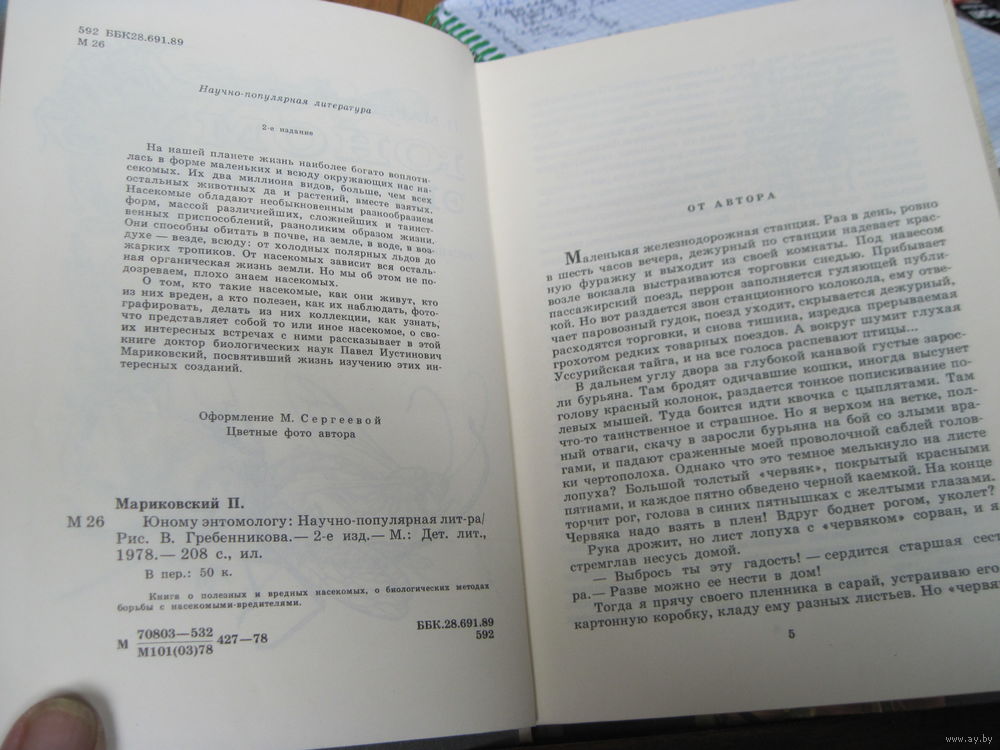 592 ББК28.691.89
М 26
Научно-популярная литература
2-е издание
На нашей планете жизнь наиболее богато воплоти-
лась в форме маленьких и всюду окружающих нас на-
секомых. Их два миллиона видов, больше, чем всех
остальных животных да и растений, вместе взятых.
Насекомые обладают необыкновенным разнообразием
форм, массой различнейших, сложнейших и таинст-
венных приспособлений, разноликим образом жизни.
Они способны обитать в почве, на земле, в воде, в воз-
духе — везде, всюду: от холодных полярных льдов до
жарких тропиков. От насекомых зависит вся осталь-
ная органическая жизнь земли. Но мы об этом не по-
дозреваем, плохо знаем насекомых.
О том, кто такие насекомые, как они живут, кто
из них вреден, а кто полезен, как их наблюдать, фото-
графировать, делать из них коллекции, как узнать,
что представляет собой то или иное насекомое, о сво-
их интересных встречах с ними рассказывает в этой
книге доктор биологических наук Павел Иустинович
Мариковский, посвятивший жизнь изучению этих ин-
тересных созданий.
Оформление М. Сергеевой
Цветные фото автора
Мариковский П.
М 26 Юному энтомологу: Научно-популярная лит-ра/
Рис. В. Гребенникова.— 2-е изд.— М.: Дет. лит.,
1978.— 208 с., ил.
В пер.: 50 к.
Книга о полезных и вредных насекомых, о биологических методах
борьбы с насекомыми-вредителями.
М 70803—532 427—78
М101(03)78
ББК.28.691.89
592
ОТ АВТОРА
Маленькая железнодорожная станция. Раз в день, ровно
в шесть часов вечера, дежурный по станции надевает крас-
ную фуражку и выходит из своей комнаты. Под навесом
возле вокзала выстраиваются торговки снедью. Прибывает
пассажирский поезд, перрон заполняется гуляющей публи-
кой. Но вот раздается звон станционного колокола, ему отве-
чает паровозный гудок, поезд уходит, скрывается дежурный,
расходятся торговки, и снова тишина, изредка прерываемая
грохотом редких товарных поездов. А вокруг шумит глухая
Уссурийская тайга, и на все голоса распевают птицы...
В дальнем углу двора за глубокой канавой густые зарос-
ли бурьяна. Там бродят одичавшие кошки, иногда высунет
голову красный колонок, раздается тонкое попискивание по-
левых мышей. Туда боится идти квочка с цыплятами. Там
что-то таинственное и страшное. Но я верхом на ветке, пол-
ный отваги, скачу в заросли бурьяна на бой со злыми вра-
гами, и падают сраженные моей проволочной саблей голов-
ки чертополоха. Однако что это темное мелькнуло на листе
лопуха? Большой толстый «червяк», покрытый красными
пятнами, и каждое пятно обведено черной каемкой. На конце
торчит рог, голова в синих пятнышках с желтыми глазами.
Червяка надо взять в плен! Вдруг боднет рогом, уколет?
Рука дрожит, но лист лопуха с «червяком» сорван, и я
стремглав несусь домой.
— Выбрось ты эту гадость! — сердится старшая сест
ра.— Разве можно ее нести в дом!
Тогда я прячу своего пленника в сарай, устраиваю его
картонную коробку, кладу ему разных листьев. Но «червя
5
www.ay.by